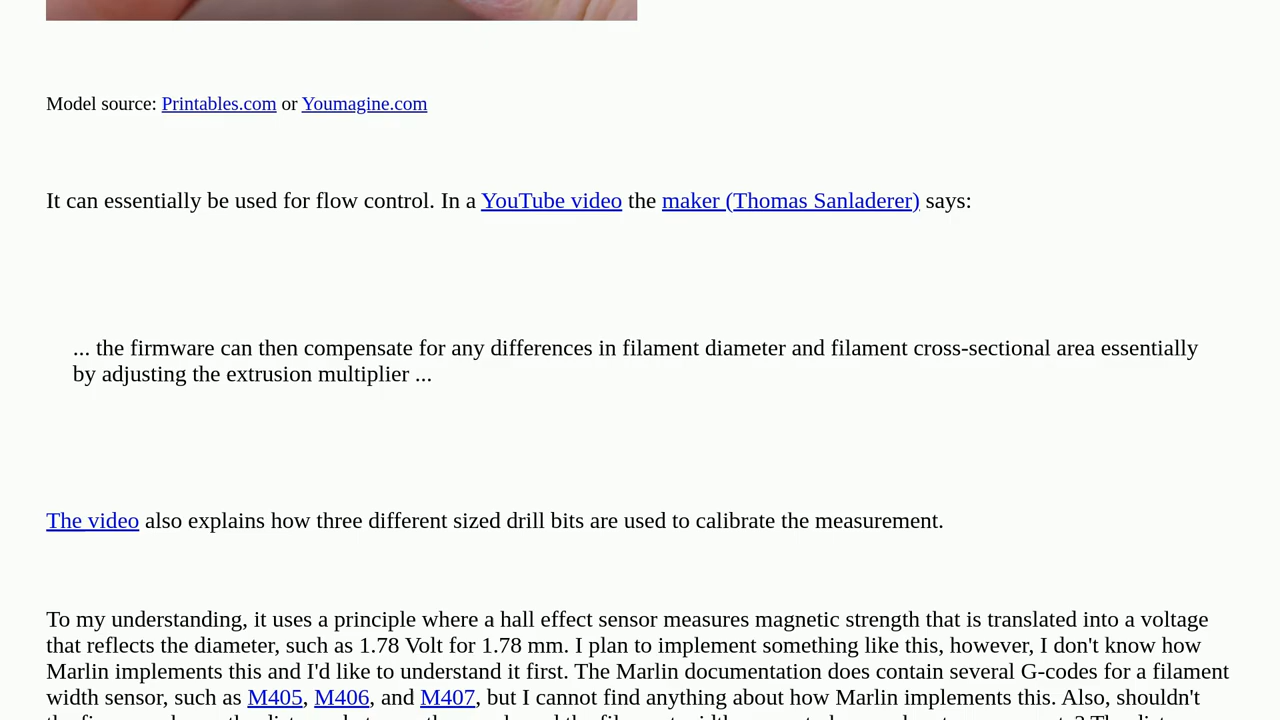 Model source: Printables.com or Youmagine.com
It can essentially be used for flow control. In a YouTube video the maker (Thomas Sanladerer) says:
... the firmware can then compensate for any differences in filament diameter and filament cross-sectional area essentially
by adjusting the extrusion multiplier ...
The video also explains how three different sized drill bits are used to calibrate the measurement.
To my understanding, it uses a principle where a hall effect sensor measures magnetic strength that is translated into a voltage
that reflects the diameter, such as 1.78 Volt for 1.78 mm. I plan to implement something like this, however, I don't know how
Marlin implements this and I'd like to understand it first. The Marlin documentation does contain several G-codes for a filament
width sensor, such as M405, M406, and M407, but I cannot find anything about how Marlin implements this. Also, shouldn't